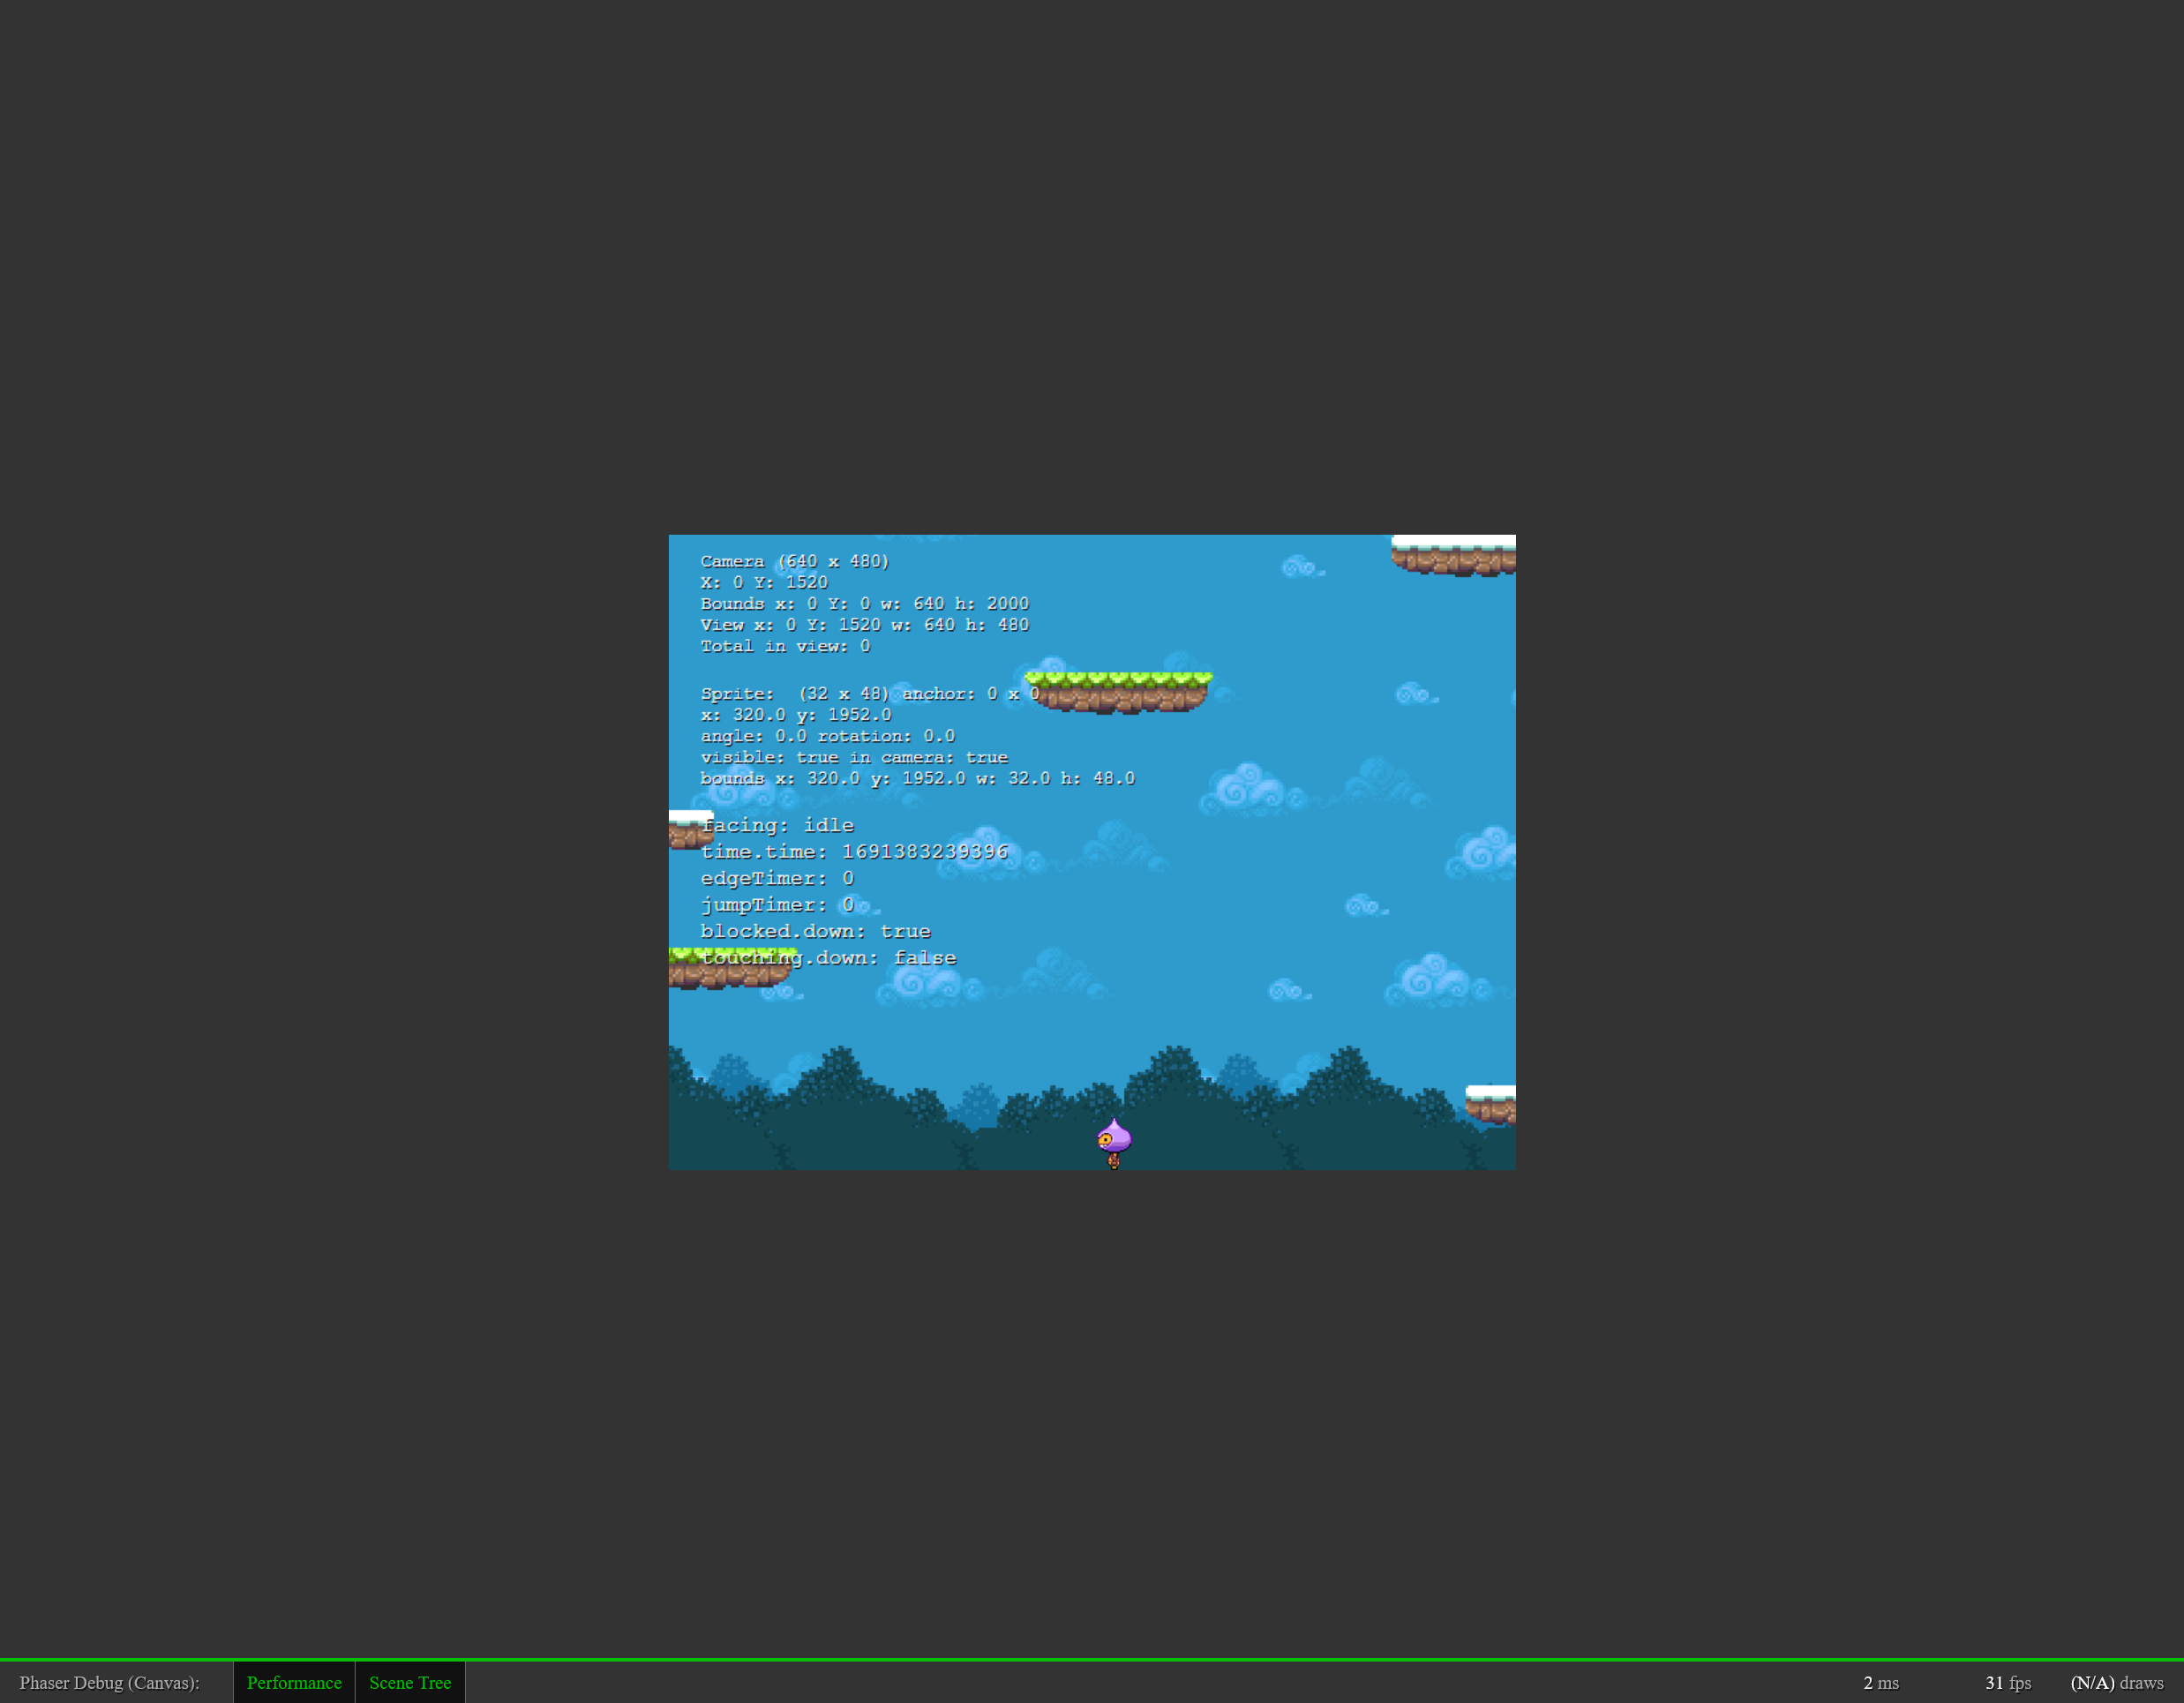 Camera (640 x 480)
X: 0 Y: 1520
Bounds x: 0 Y: 0 w: 640 h: 2000
View x: 0 Y: 1520 w: 640 h: 480
Total in view: 0
Sprite:  (32 x 48) anchor: 0 x 0
x: 320.0 y: 1952.0
angle: 0.0 rotation: 0.0
visible: true in camera: true
bounds x: 320.0 y: 1952.0 w: 32.0 h: 48.0
facing: idle
time.time: 1691383239396
edgeTimer: 0
jumpTimer: 0
blocked.down: true
touching.down: false
Phaser Debug (Canvas): Performance Scene Tree 2 ms 31 fps (N/A) draws